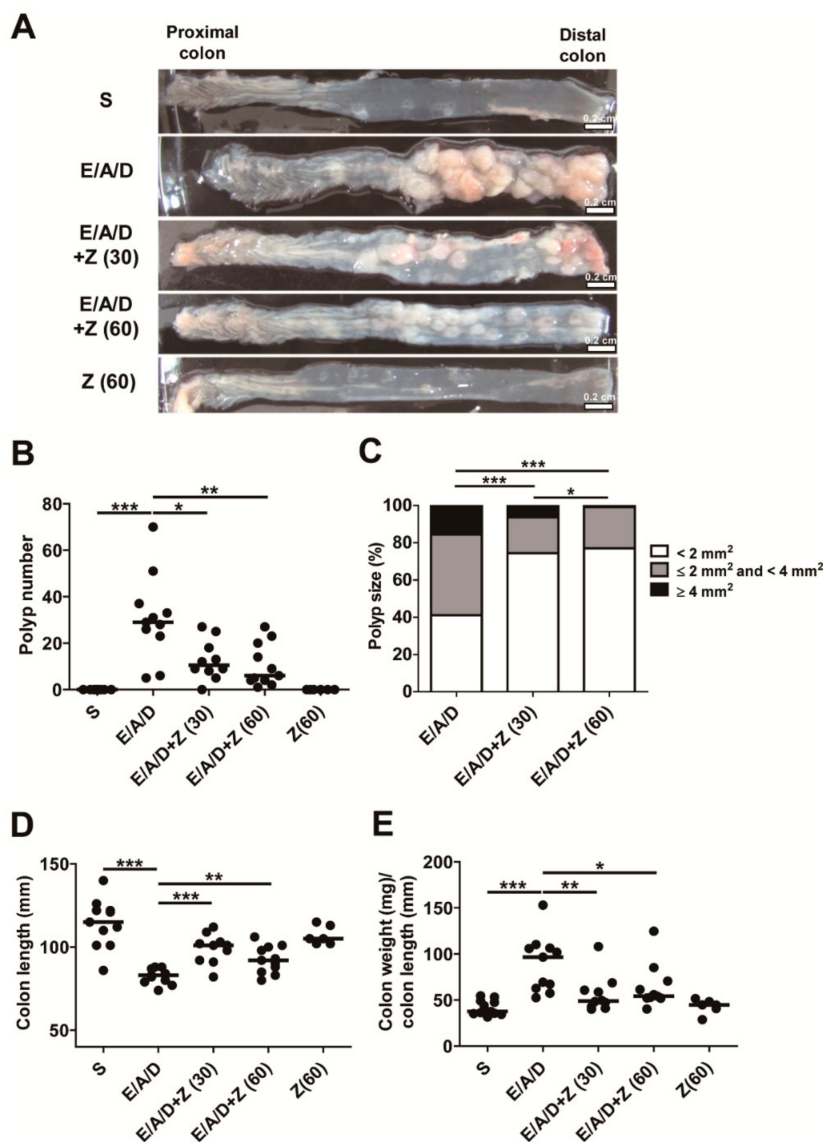 A
Proximal colon
Distal colon
S
0.2 cm
E/A/D
0.2 cm
E/A/D +Z (30)
0.2 cm
E/A/D +Z (60)
0.2 cm
Z (60)
0.2 cm
B
Polyp number
80
60
40
20
0
***
*
**
S
E/A/D
E/A/D+Z (30)
E/A/D+Z (60)
Z(60)
C
Polyp size (%)
100
80
60
40
20
0
***
***
*
E/A/D
E/A/D+Z (30)
E/A/D+Z (60)
< 2 mm²
≤ 2 mm² and < 4 mm²
≥ 4 mm²
D
Colon length (mm)
150
100
50
***
**
***
S
E/A/D
E/A/D+Z (30)
E/A/D+Z (60)
Z(60)
E
Colon weight (mg)/
colon length (mm)
200
150
100
50
0
***
**
*
S
E/A/D
E/A/D+Z (30)
E/A/D+Z (60)
Z(60)